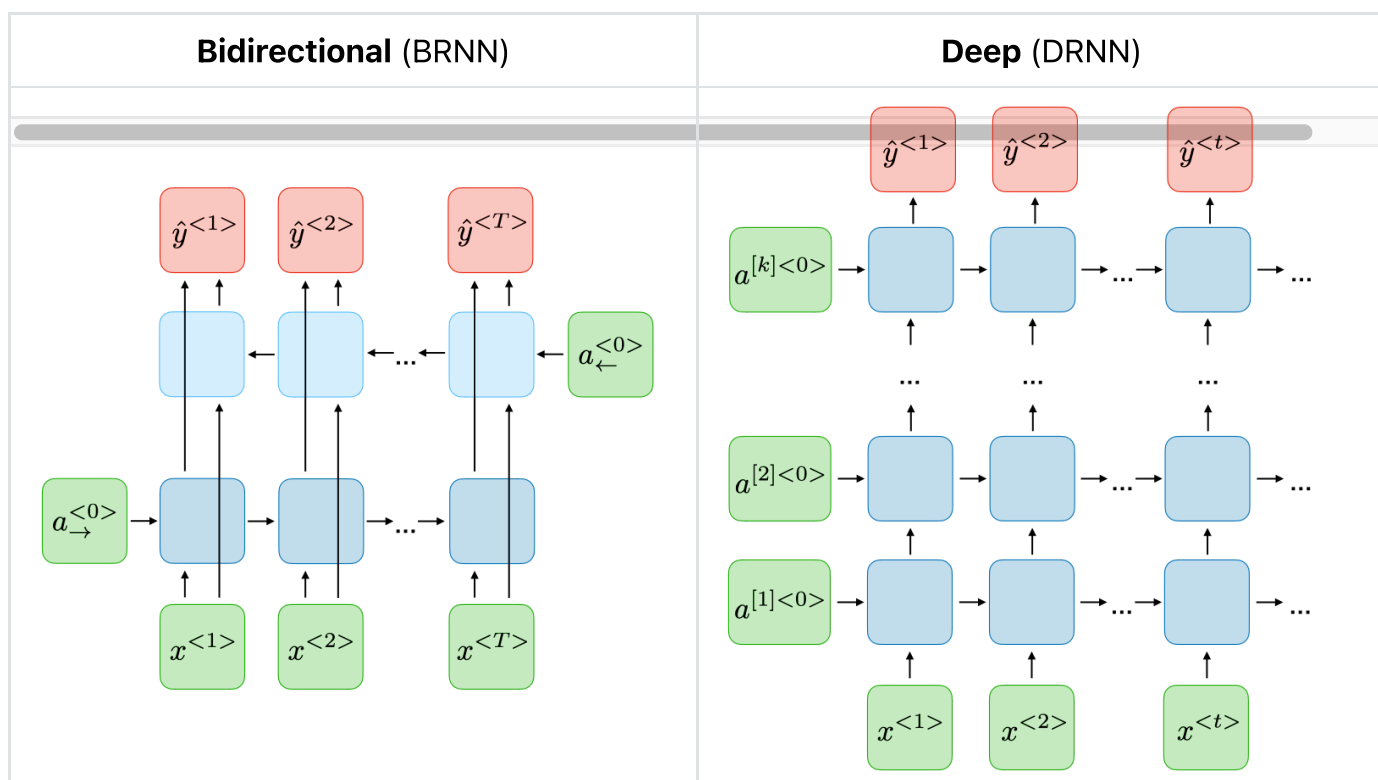 Bidirectional (BRNN)
ŷ<1> ŷ<2> ŷ<T>
... a←<0>
a→<0> ...
x<1> x<2> x<T>
Deep (DRNN)
ŷ<1> ŷ<2> ŷ<t>
a[k]<0> ... ...
... ... ...
a[2]<0> ... ...
a[1]<0> ... ...
x<1> x<2> x<t>